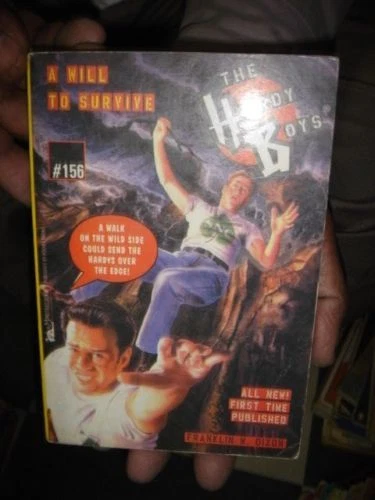 A WILL
TO SURVIVE
THE
HARDY
BOYS
#156
A WALK
ON THE WILD SIDE
COULD SEND THE
HARDYS OVER
THE EDGE!
ALL NEW!
FIRST TIME
PUBLISHED
FRANKLIN W. DIXON